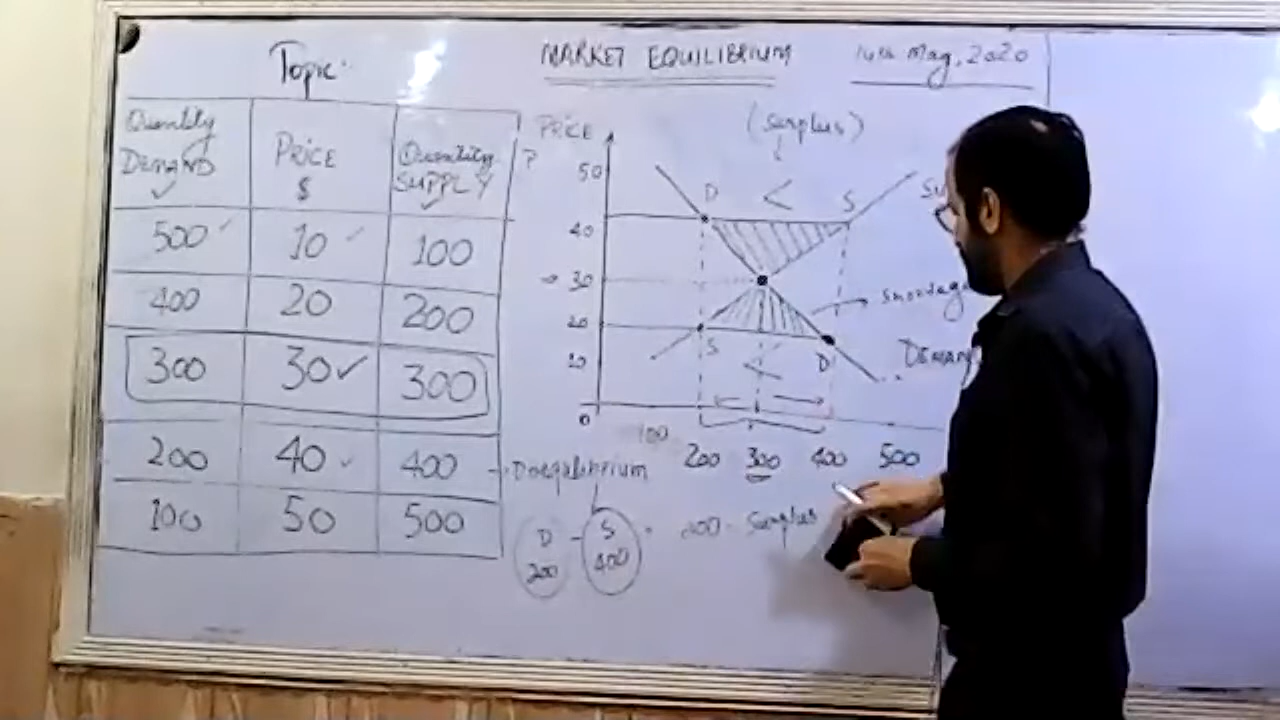 Topic:
MARKET EQUILIBRIUM
14th May, 2020
Quantity DEMAND ✓ PRICE $ Quantity SUPPLY ✓ ?
500 ✓ 10 ✓ 100
400 20 200
300 30 ✓ 300
200 40 ✓ 400
100 50 500
PRICE
(Surplus)
50
D < S
Su
40
→ 30
→ Shortage
20
S D
<
DEMAN
10
0
100 200 300 400 500
→ Disequilibrium
D - S
200 400
Surplus